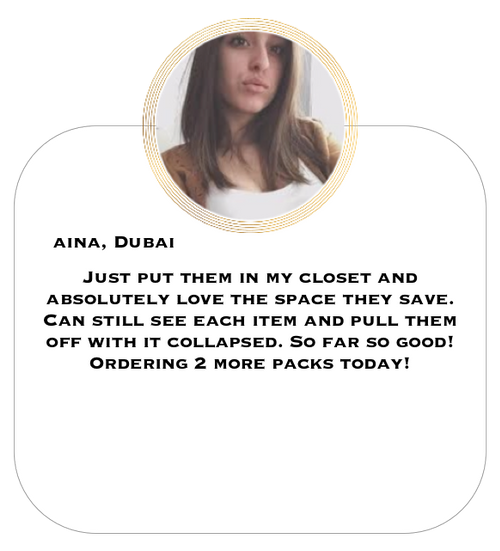 AINA, DUBAI
JUST PUT THEM IN MY CLOSET AND
ABSOLUTELY LOVE THE SPACE THEY SAVE.
CAN STILL SEE EACH ITEM AND PULL THEM
OFF WITH IT COLLAPSED. SO FAR SO GOOD!
ORDERING 2 MORE PACKS TODAY!